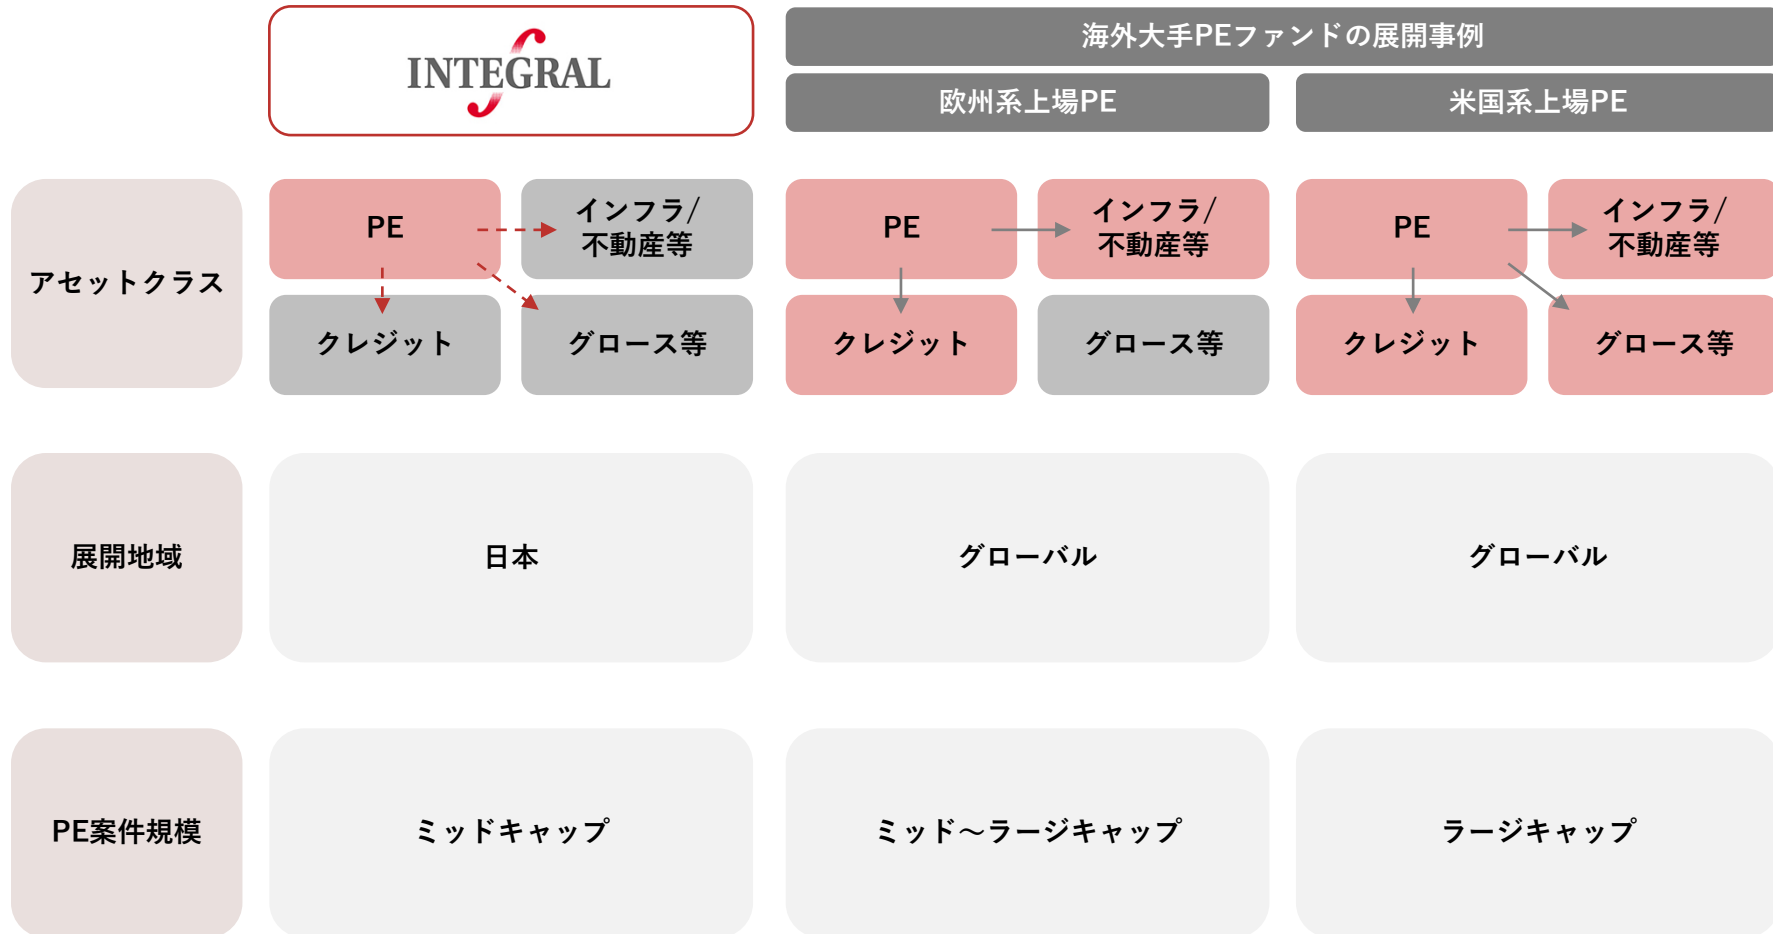 INTEGRAL
海外大手PEファンドの展開事例
欧州系上場PE
米国系上場PE
アセットクラス
PE
インフラ/
不動産等
クレジット
グロース等
PE
インフラ/
不動産等
クレジット
グロース等
PE
インフラ/
不動産等
クレジット
グロース等
展開地域
日本
グローバル
グローバル
PE案件規模
ミッドキャップ
ミッド～ラージキャップ
ラージキャップ